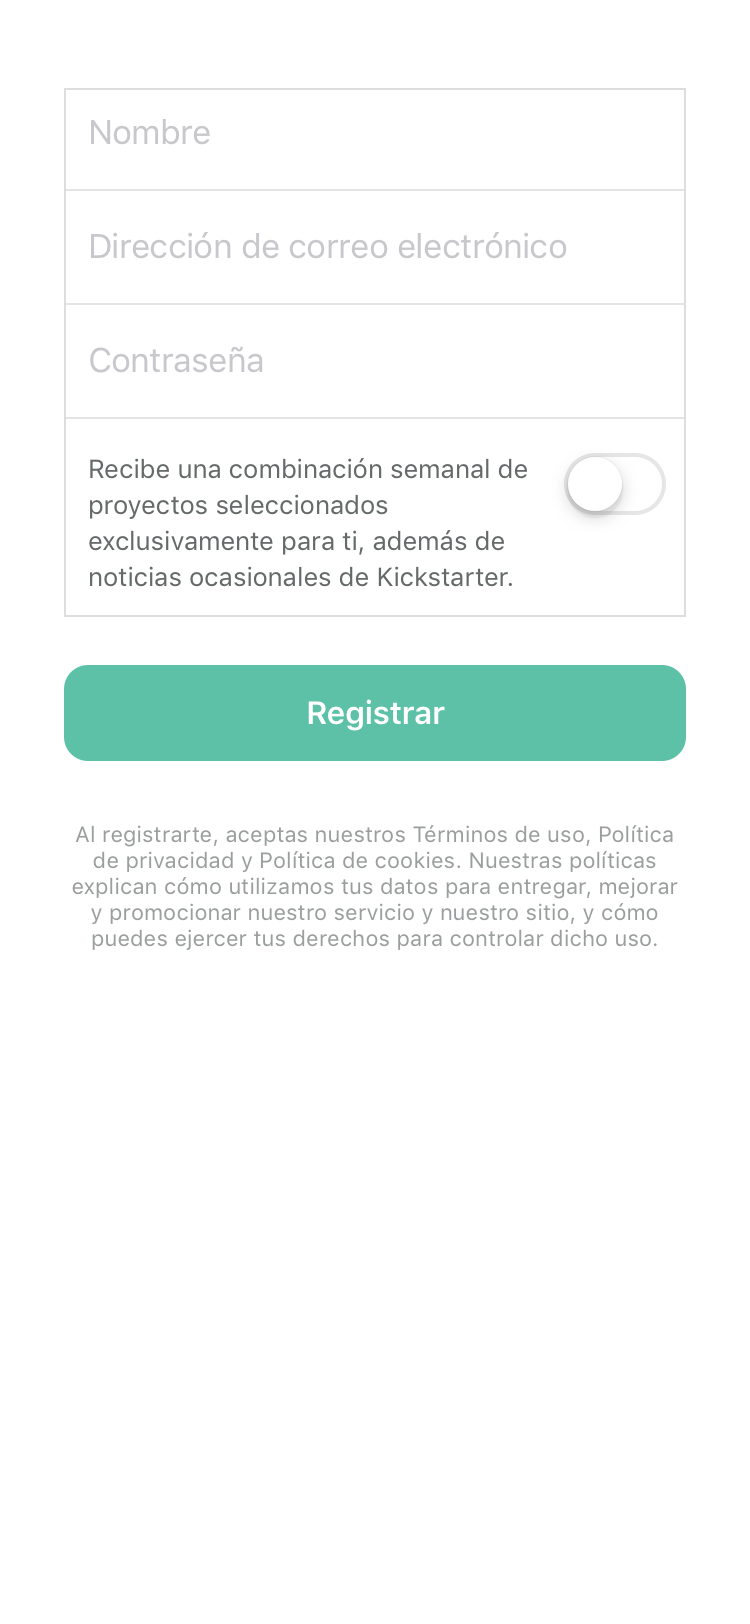 Nombre
Dirección de correo electrónico
Contraseña
Recibe una combinación semanal de
proyectos seleccionados
exclusivamente para ti, además de
noticias ocasionales de Kickstarter.
Registrar
Al registrarte, aceptas nuestros Términos de uso, Política
de privacidad y Política de cookies. Nuestras políticas
explican cómo utilizamos tus datos para entregar, mejorar
y promocionar nuestro servicio y nuestro sitio, y cómo
puedes ejercer tus derechos para controlar dicho uso.